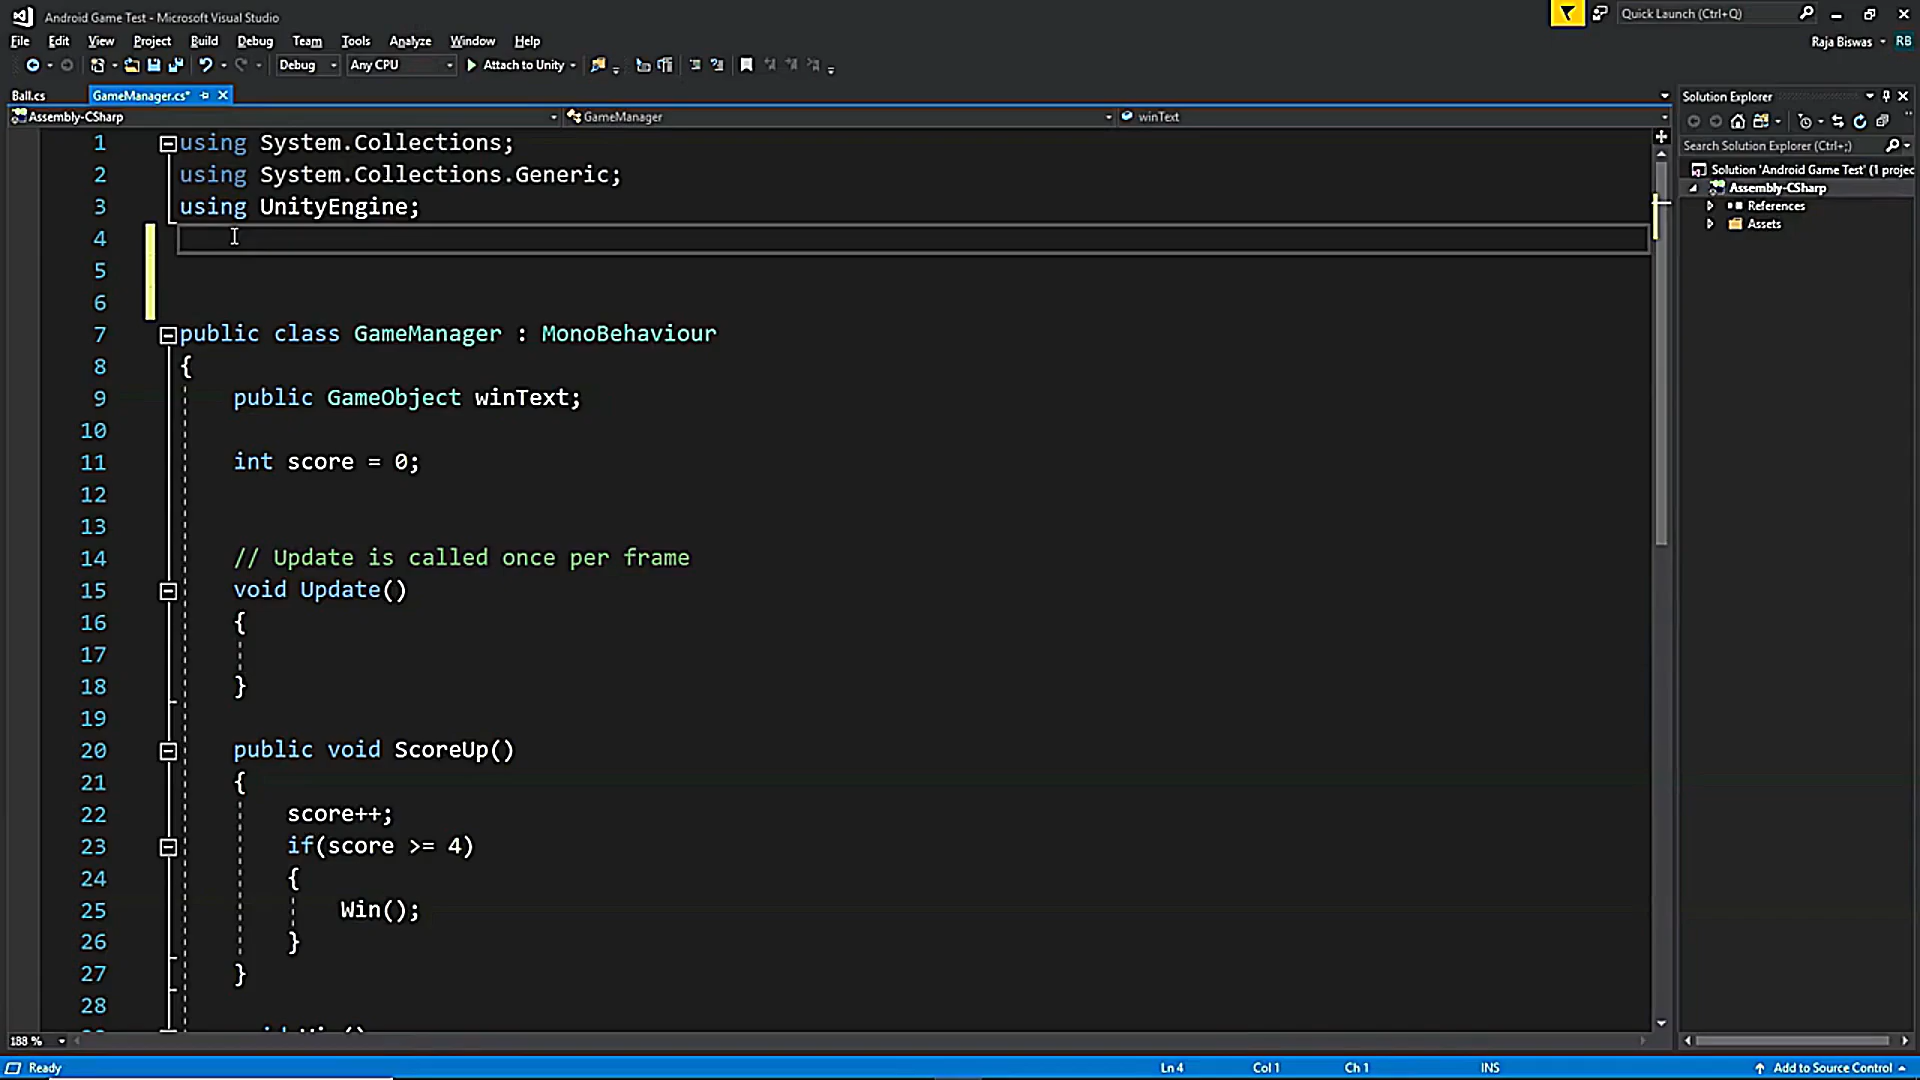 Android Game Test - Microsoft Visual Studio
Quick Launch (Ctrl+Q)
File Edit View Project Build Debug Team Tools Analyze Window Help
Raja Biswas RB
Debug Any CPU Attach to Unity
Ball.cs GameManager.cs*
Solution Explorer
Assembly-CSharp GameManager winText
Search Solution Explorer (Ctrl+;)
Solution 'Android Game Test' (1 projec
Assembly-CSharp
References
Assets
1 using System.Collections;
2 using System.Collections.Generic;
3 using UnityEngine;
4
5
6
7 public class GameManager : MonoBehaviour
8 {
9 public GameObject winText;
10
11 int score = 0;
12
13
14 // Update is called once per frame
15 void Update()
16 {
17
18 }
19
20 public void ScoreUp()
21 {
22 score++;
23 if(score >= 4)
24 {
25 Win();
26 }
27 }
28
188 %
Ready Ln 4 Col 1 Ch 1 INS Add to Source Control